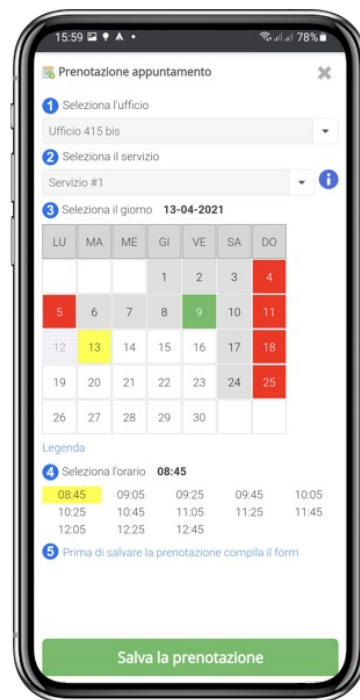 15:59 78%
Prenotazione appuntamento
1 Seleziona l'ufficio
Ufficio 415 bis
2 Seleziona il servizio
Servizio #1
3 Seleziona il giorno 13-04-2021
LU MA ME GI VE SA DO
1 2 3 4
5 6 7 8 9 10 11
12 13 14 15 16 17 18
19 20 21 22 23 24 25
26 27 28 29 30
Legenda
4 Seleziona l'orario 08:45
08:45 09:05 09:25 09:45 10:05
10:25 10:45 11:05 11:25 11:45
12:05 12:25 12:45
5 Prima di salvare la prenotazione compila il form
Salva la prenotazione